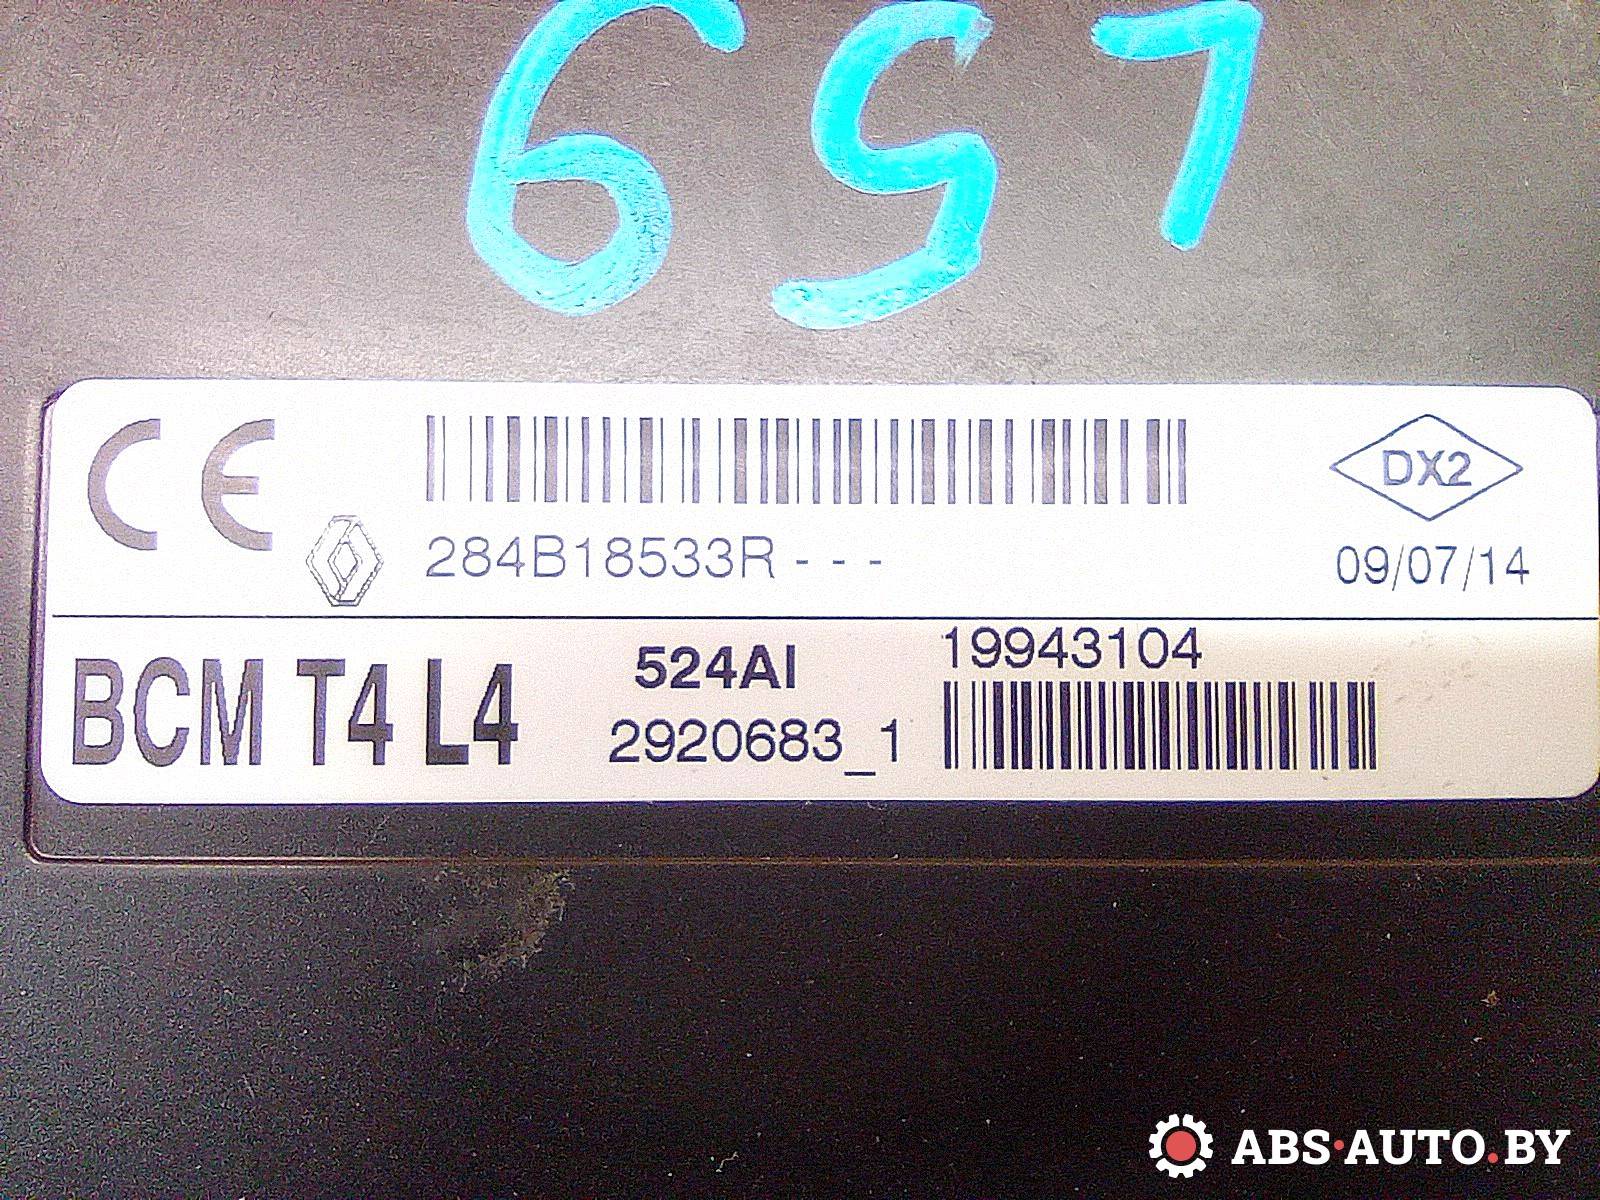 657
CE
284B18533R - - -
DX2
09/07/14
BCM T4 L4
524AI
2920683_1
19943104
ABS·AUTO.BY